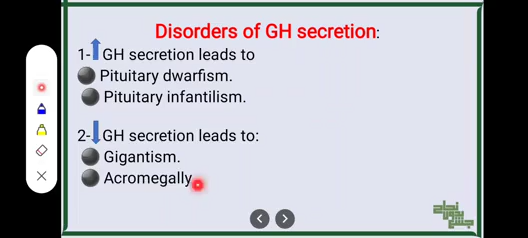 Disorders of GH secretion:
1- GH secretion leads to
Pituitary dwarfism.
Pituitary infantilism.
2- GH secretion leads to:
Gigantism.
Acromegally